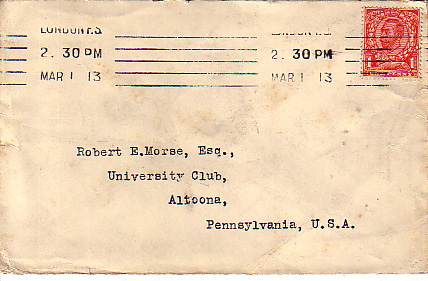 LONDON F.S LONDON F.S
2. 30 PM 2. 30 PM
MAR 1 13 MAR 1 13
Robert E.Morse, Esq.,
University Club,
Altoona,
Pennsylvania, U.S.A.